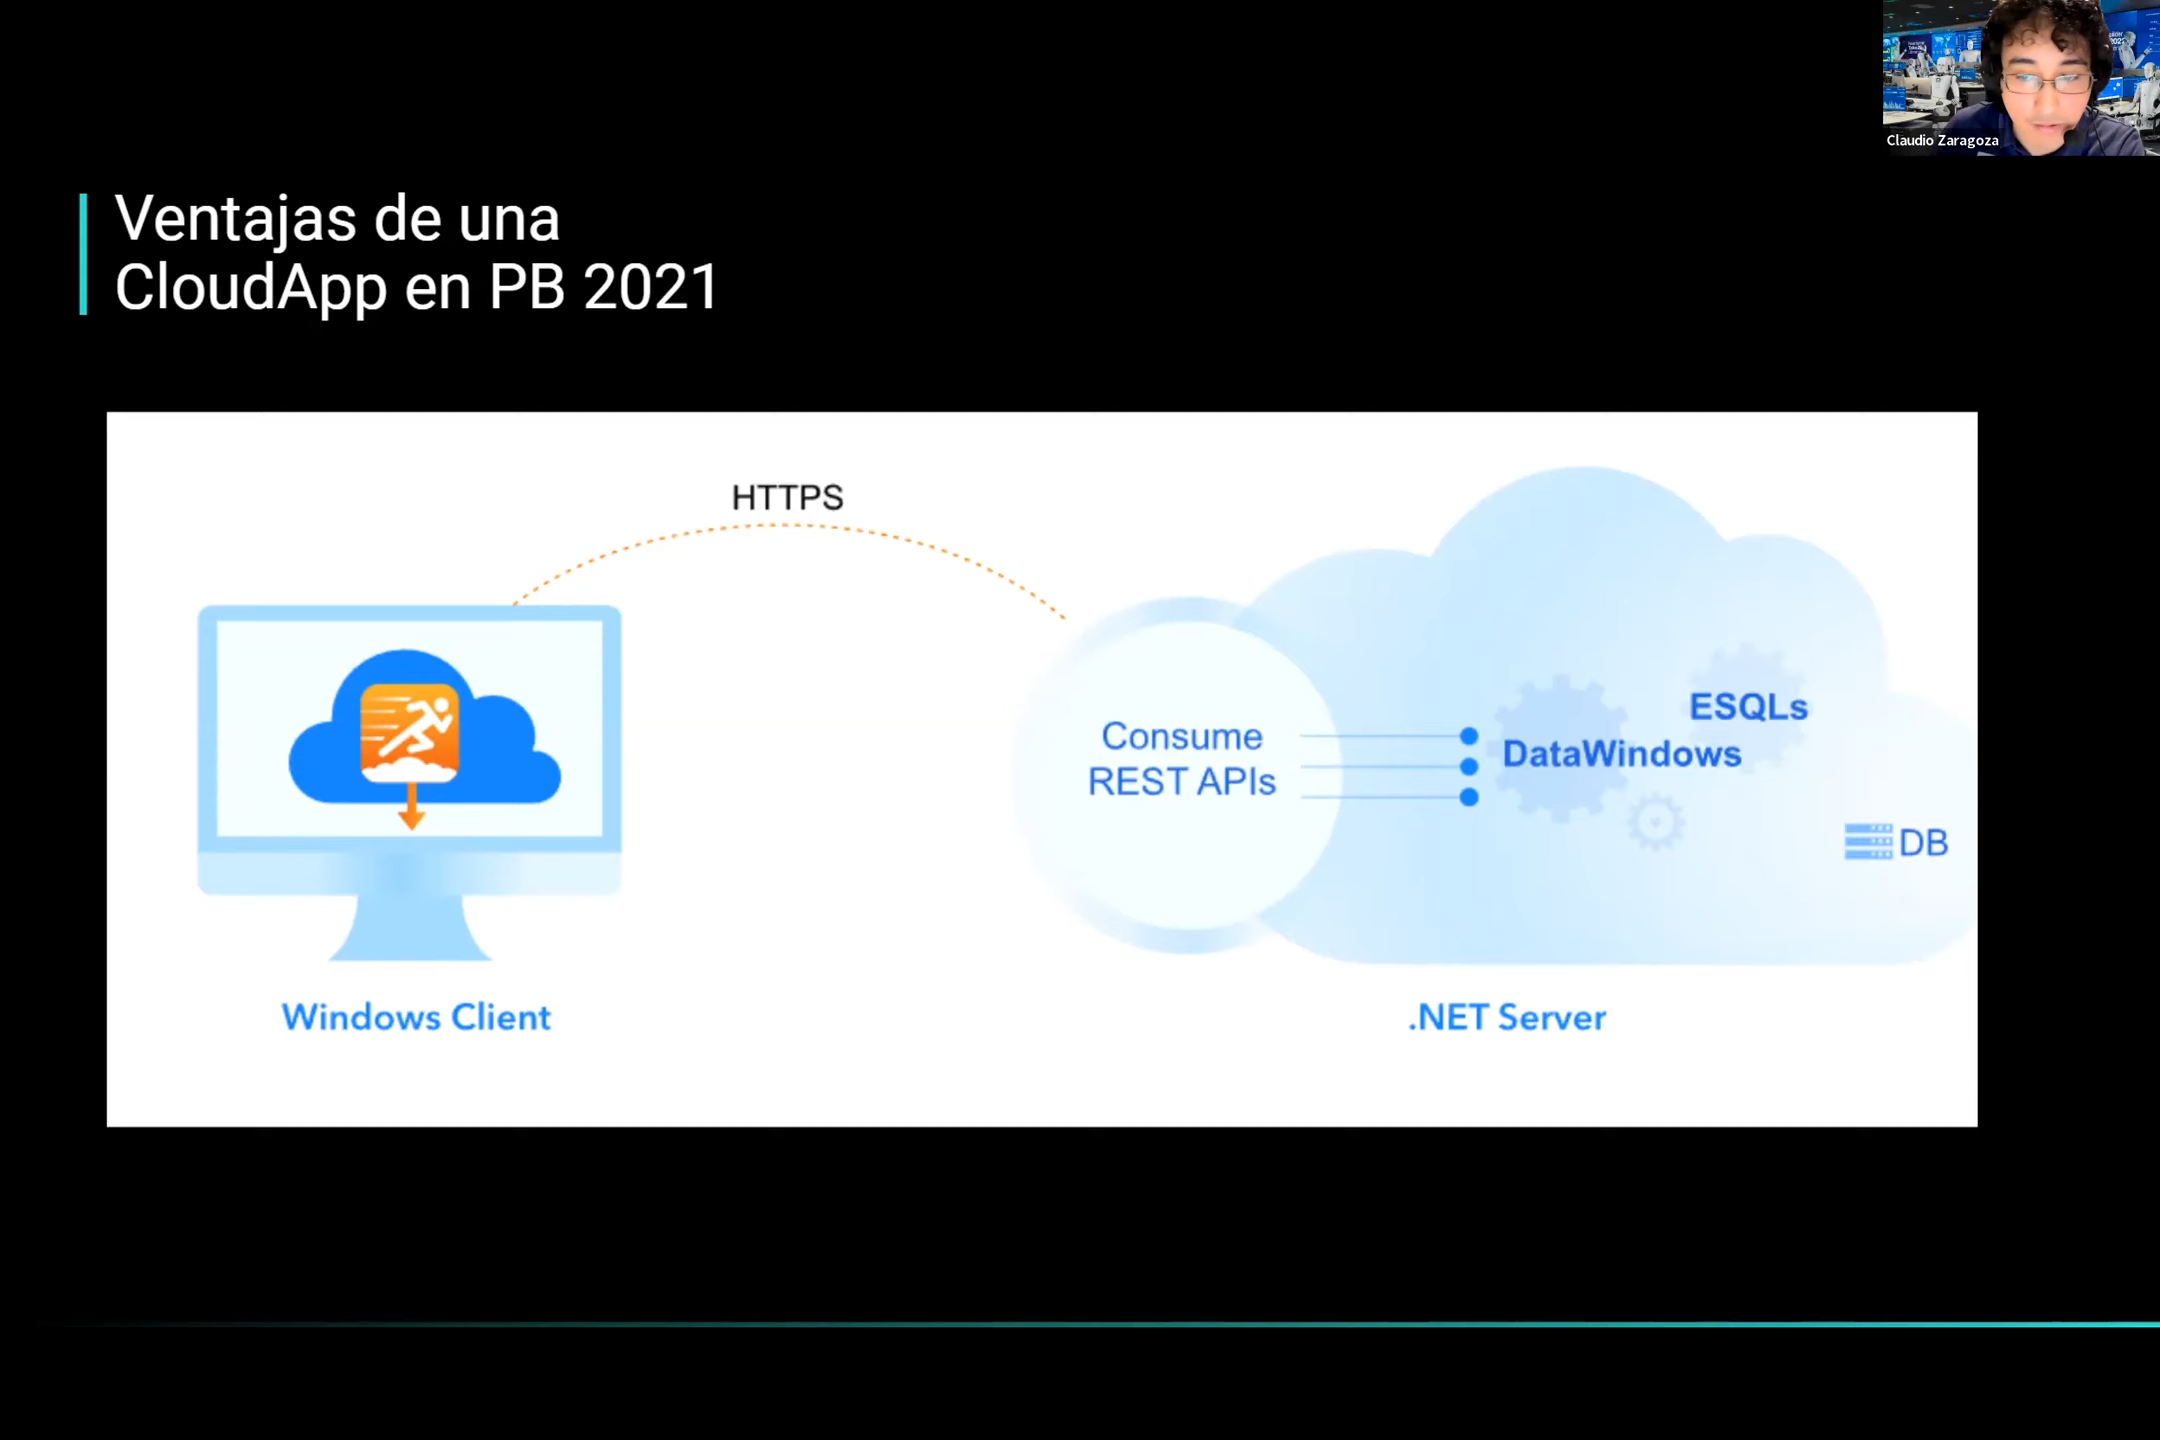 Claudio Zaragoza
Ventajas de una
CloudApp en PB 2021
HTTPS
Consume
REST APIs
ESQLs
DataWindows
DB
Windows Client
.NET Server